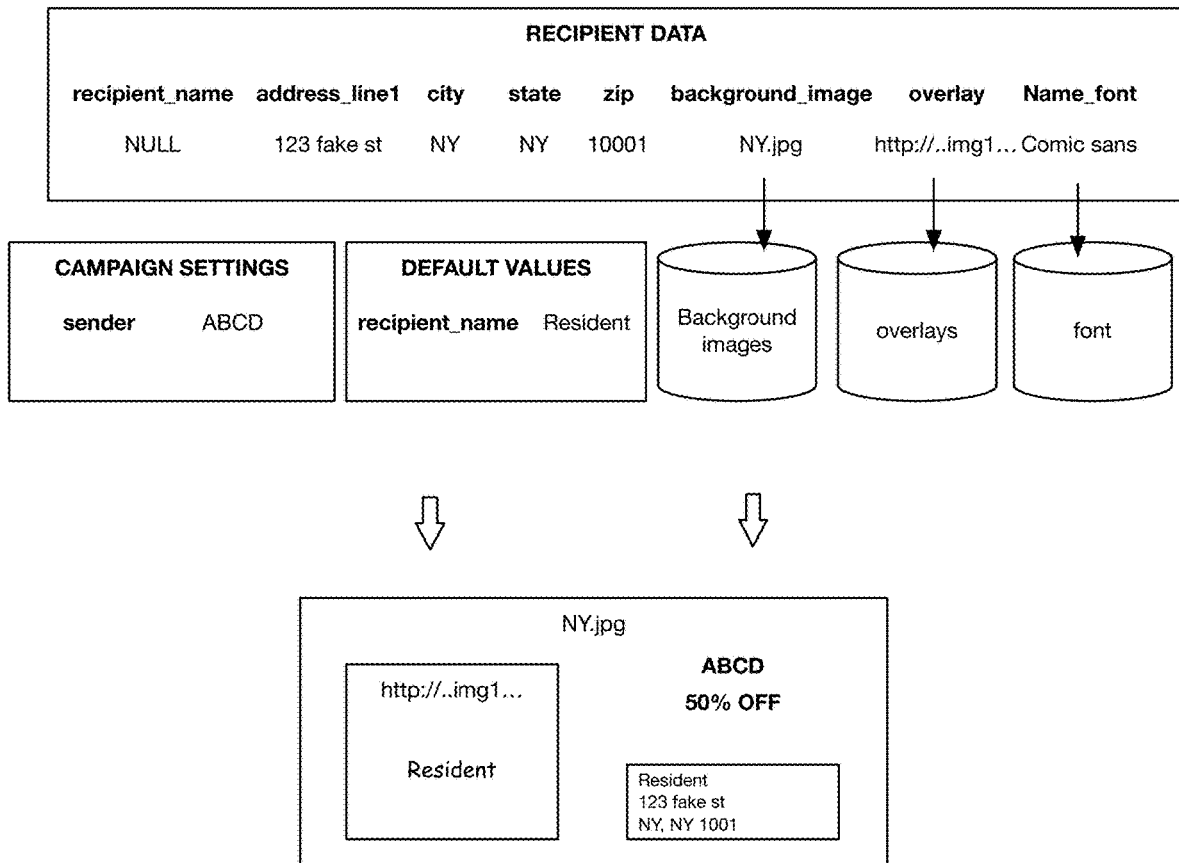 RECIPIENT DATA
recipient_name address_line1 city state zip background_image overlay Name_font
NULL 123 fake st NY NY 10001 NY.jpg http://..img1... Comic sans
CAMPAIGN SETTINGS
sender ABCD
DEFAULT VALUES
recipient_name Resident
Background
images
overlays
font
NY.jpg
http://..img1...
Resident
ABCD
50% OFF
Resident
123 fake st
NY, NY 1001